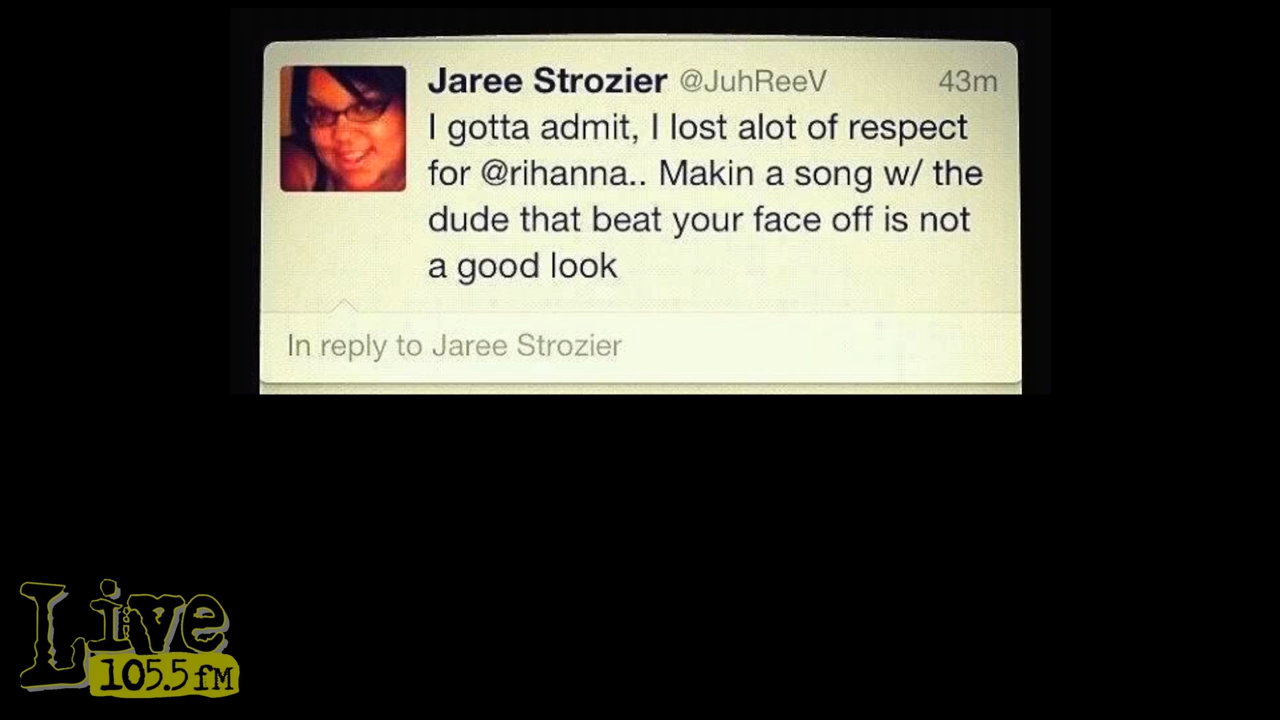 Jaree Strozier @JuhReeV 43m
I gotta admit, I lost alot of respect
for @rihanna.. Makin a song w/ the
dude that beat your face off is not
a good look
In reply to Jaree Strozier
Live
105.5 fM